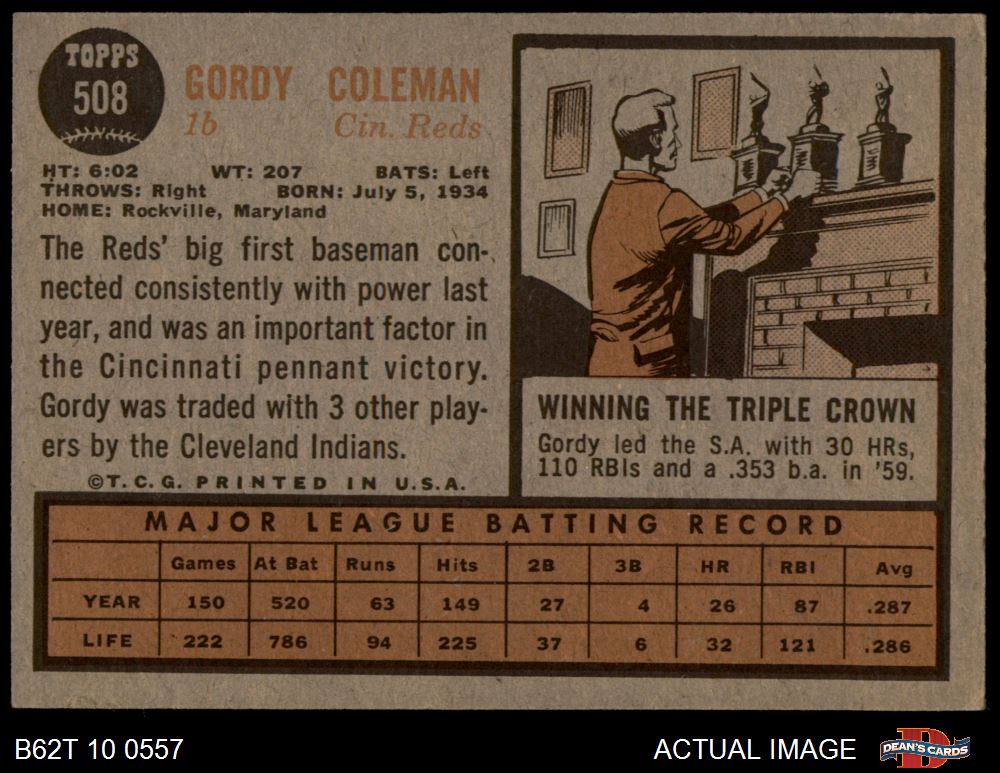 TOPPS
508
GORDY COLEMAN
1b Cin. Reds
HT: 6:02 WT: 207 BATS: Left
THROWS: Right BORN: July 5, 1934
HOME: Rockville, Maryland
The Reds' big first baseman con-
nected consistently with power last
year, and was an important factor in
the Cincinnati pennant victory.
Gordy was traded with 3 other play-
ers by the Cleveland Indians.
©T.C.G. PRINTED IN U.S.A.
WINNING THE TRIPLE CROWN
Gordy led the S.A. with 30 HRs,
110 RBIs and a .353 b.a. in '59.
MAJOR LEAGUE BATTING RECORD
Games At Bat Runs Hits 2B 3B HR RBI Avg
YEAR 150 520 63 149 27 4 26 87 .287
LIFE 222 786 94 225 37 6 32 121 .286
B62T 10 0557
ACTUAL IMAGE
DEAN'S CARDS